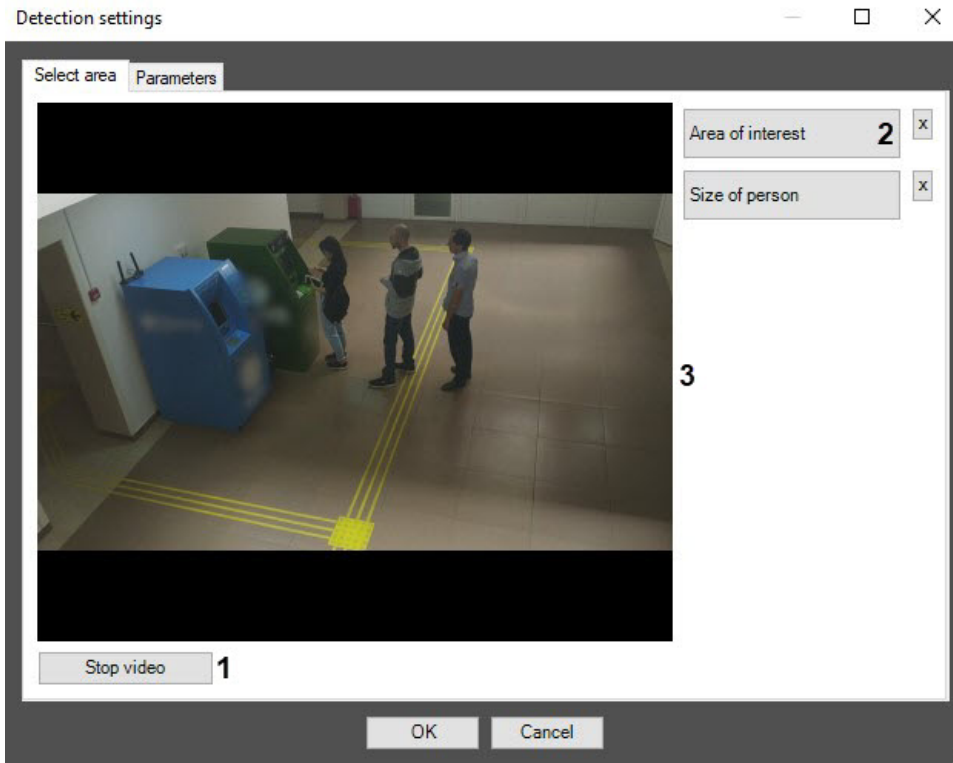 Detection settings
Select area
Parameters
Area of interest 2 x
Size of person x
3
Stop video 1
OK
Cancel